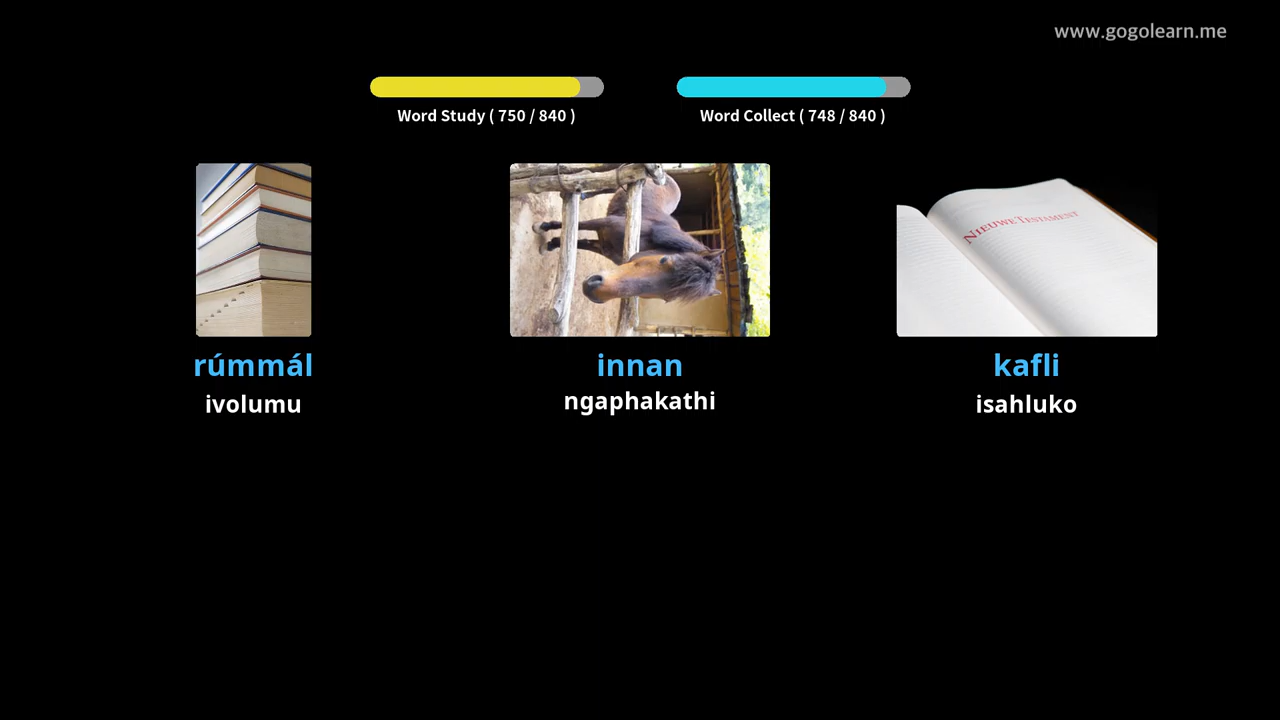 www.gogolearn.me
Word Study ( 750 / 840 )
Word Collect ( 748 / 840 )
NIEUWE TESTAMENT
rúmmál
innan
kafli
ivolumu
ngaphakathi
isahluko